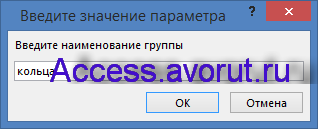 Введите значение параметра
Введите наименование группы
кольца
Access.avorut.ru
ОК
Отмена